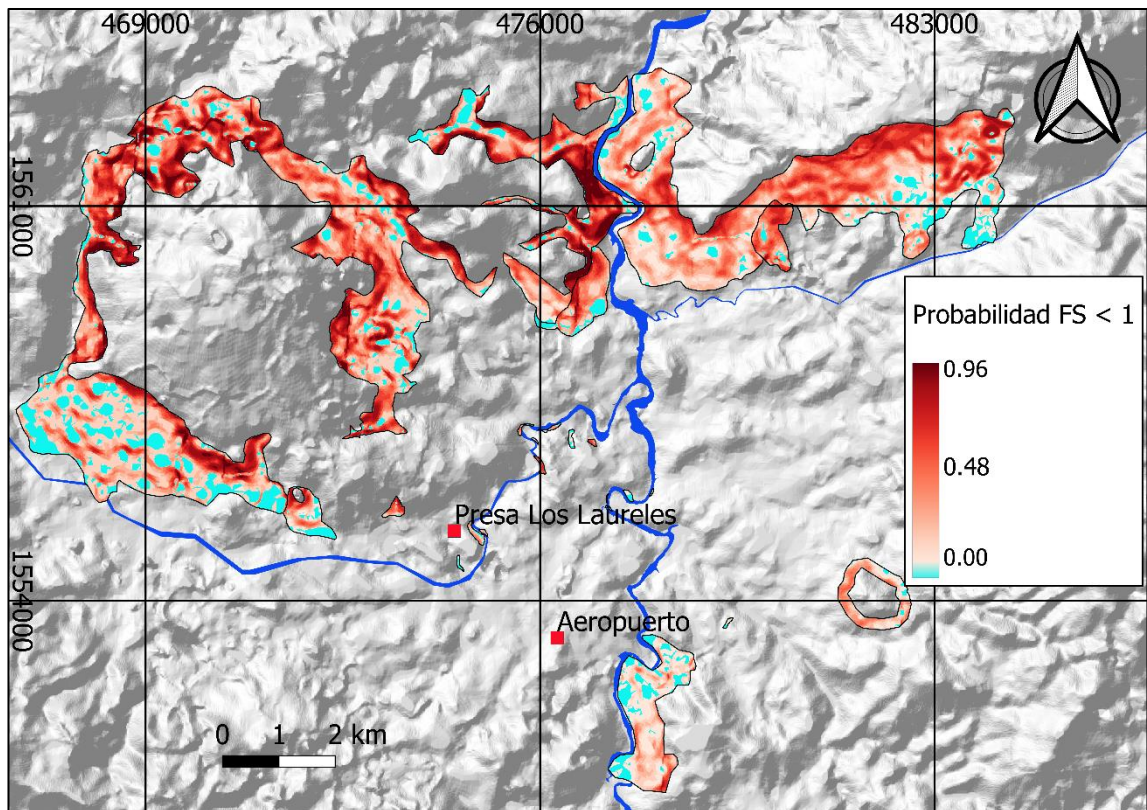 469000
476000
483000
1561000
1554000
Probabilidad FS < 1
0.96
0.48
0.00
Presa Los Laureles
Aeropuerto
0 1 2 km